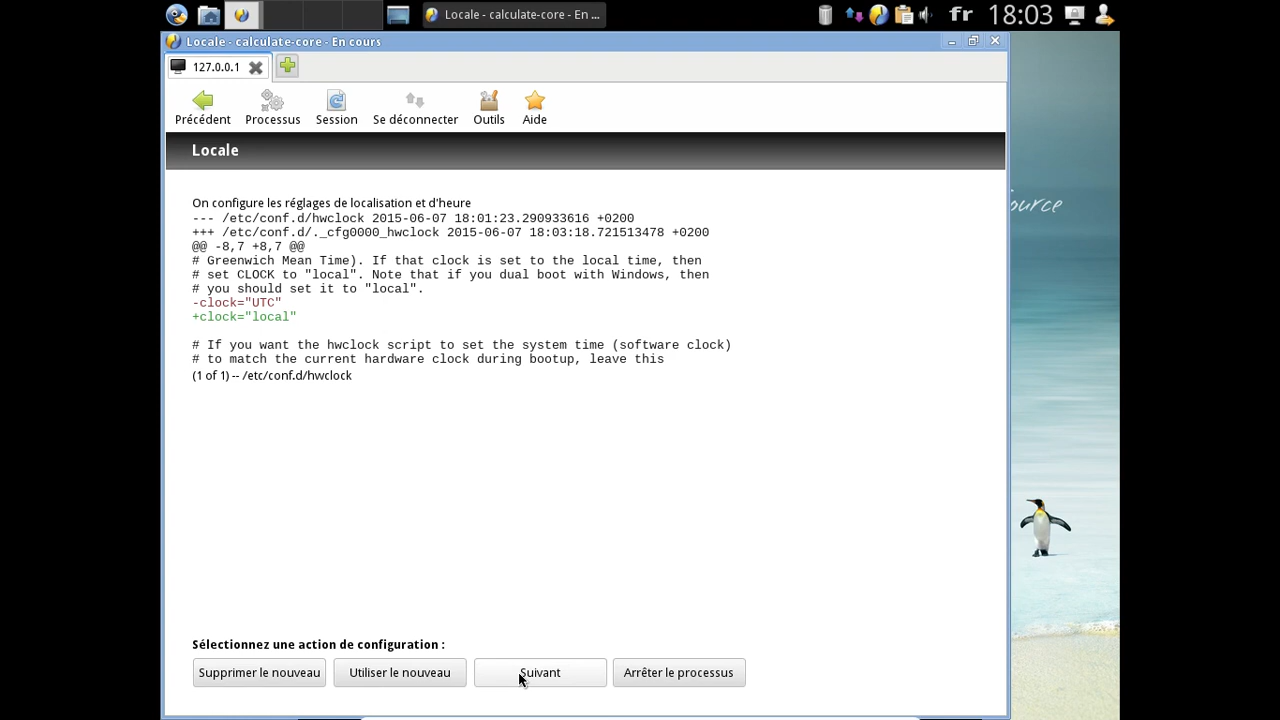 Locale - calculate-core - En ...
fr
18:03
Locale - calculate-core - En cours
127.0.0.1
Précédent
Processus
Session
Se déconnecter
Outils
Aide
Locale
On configure les réglages de localisation et d'heure
--- /etc/conf.d/hwclock 2015-06-07 18:01:23.290933616 +0200
+++ /etc/conf.d/._cfg0000_hwclock 2015-06-07 18:03:18.721513478 +0200
@@ -8,7 +8,7 @@
# Greenwich Mean Time). If that clock is set to the local time, then
# set CLOCK to "local". Note that if you dual boot with Windows, then
# you should set it to "local".
-clock="UTC"
+clock="local"
# If you want the hwclock script to set the system time (software clock)
# to match the current hardware clock during bootup, leave this
(1 of 1) -- /etc/conf.d/hwclock
Sélectionnez une action de configuration :
Supprimer le nouveau
Utiliser le nouveau
Suivant
Arrêter le processus